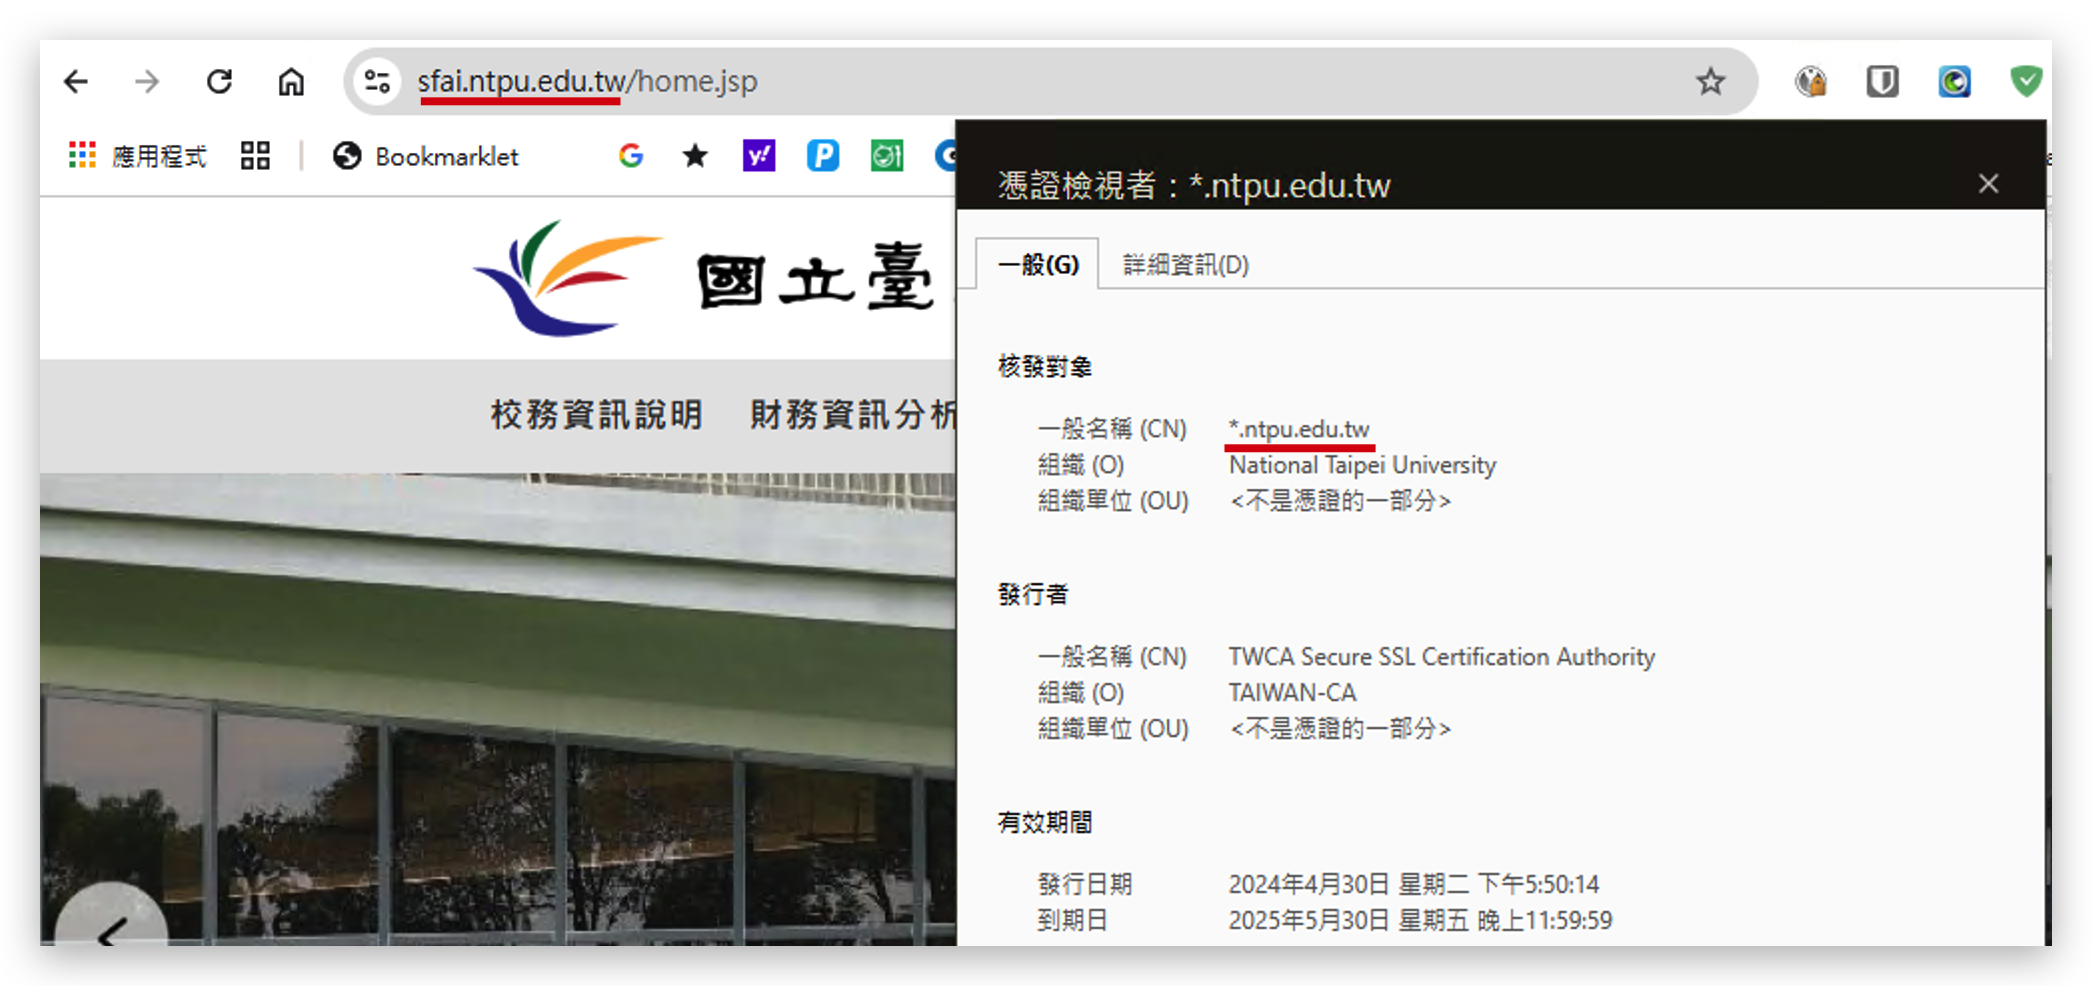 sfai.ntpu.edu.tw/home.jsp
應用程式
Bookmarklet
憑證檢視者：*.ntpu.edu.tw
國立臺
校務資訊說明
財務資訊分析
一般(G)
詳細資訊(D)
核發對象
一般名稱 (CN) *.ntpu.edu.tw
組織 (O) National Taipei University
組織單位 (OU) <不是憑證的一部分>
發行者
一般名稱 (CN) TWCA Secure SSL Certification Authority
組織 (O) TAIWAN-CA
組織單位 (OU) <不是憑證的一部分>
有效期間
發行日期 2024年4月30日 星期二 下午5:50:14
到期日 2025年5月30日 星期五 晚上11:59:59